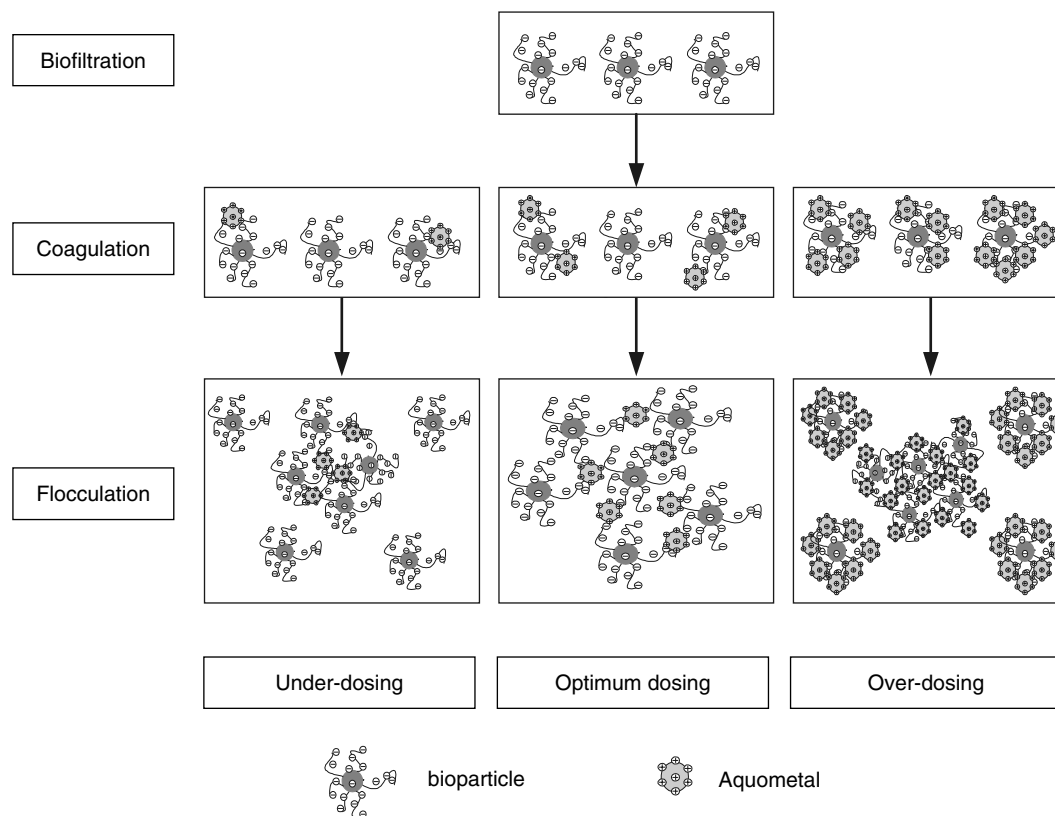 Biofiltration
Coagulation
Flocculation
Under-dosing
Optimum dosing
Over-dosing
bioparticle
Aquometal